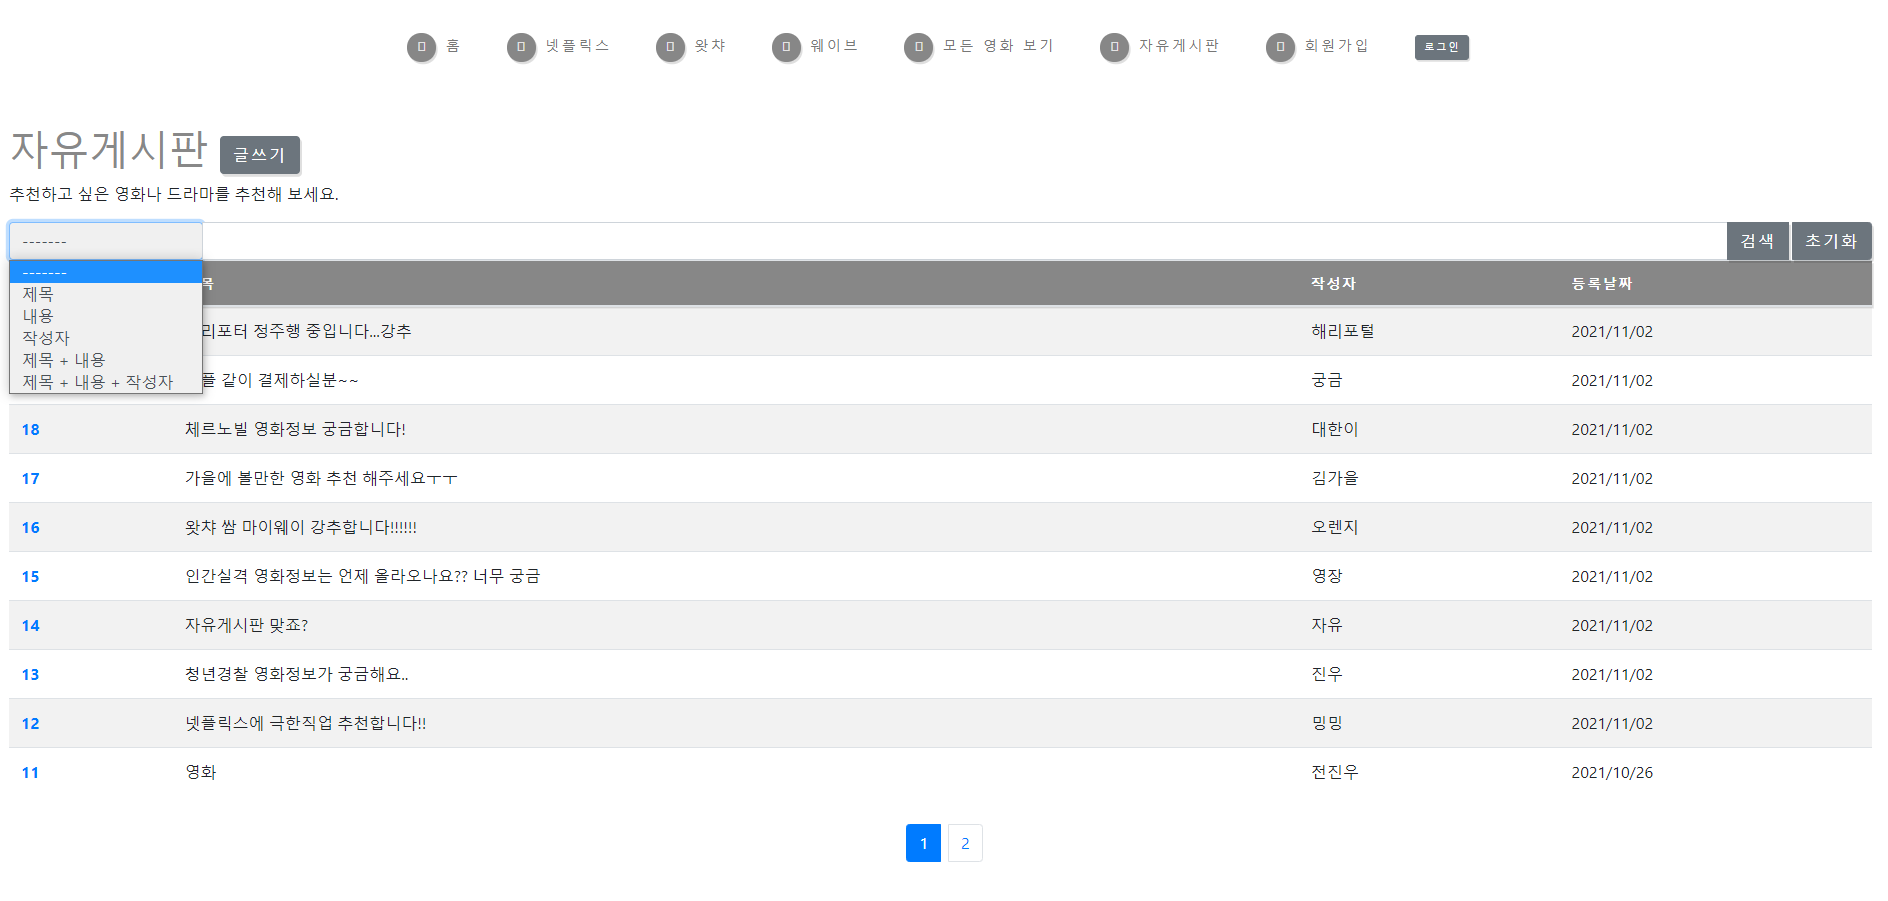 홈 넷플릭스 왓챠 웨이브 모든 영화 보기 자유게시판 회원가입 로그인
자유게시판 글쓰기
추천하고 싶은 영화나 드라마를 추천해 보세요.
------- 검색 초기화
-------
제목
내용
작성자
제목 + 내용
제목 + 내용 + 작성자
목 작성자 등록날짜
리포터 정주행 중입니다...강추 해리포털 2021/11/02
플 같이 결제하실분~~ 궁금 2021/11/02
18 체르노빌 영화정보 궁금합니다! 대한이 2021/11/02
17 가을에 볼만한 영화 추천 해주세요ㅜㅜ 김가을 2021/11/02
16 왓챠 쌈 마이웨이 강추합니다!!!!!! 오렌지 2021/11/02
15 인간실격 영화정보는 언제 올라오나요?? 너무 궁금 영장 2021/11/02
14 자유게시판 맞죠? 자유 2021/11/02
13 청년경찰 영화정보가 궁금해요.. 진우 2021/11/02
12 넷플릭스에 극한직업 추천합니다!! 밍밍 2021/11/02
11 영화 전진우 2021/10/26
1 2